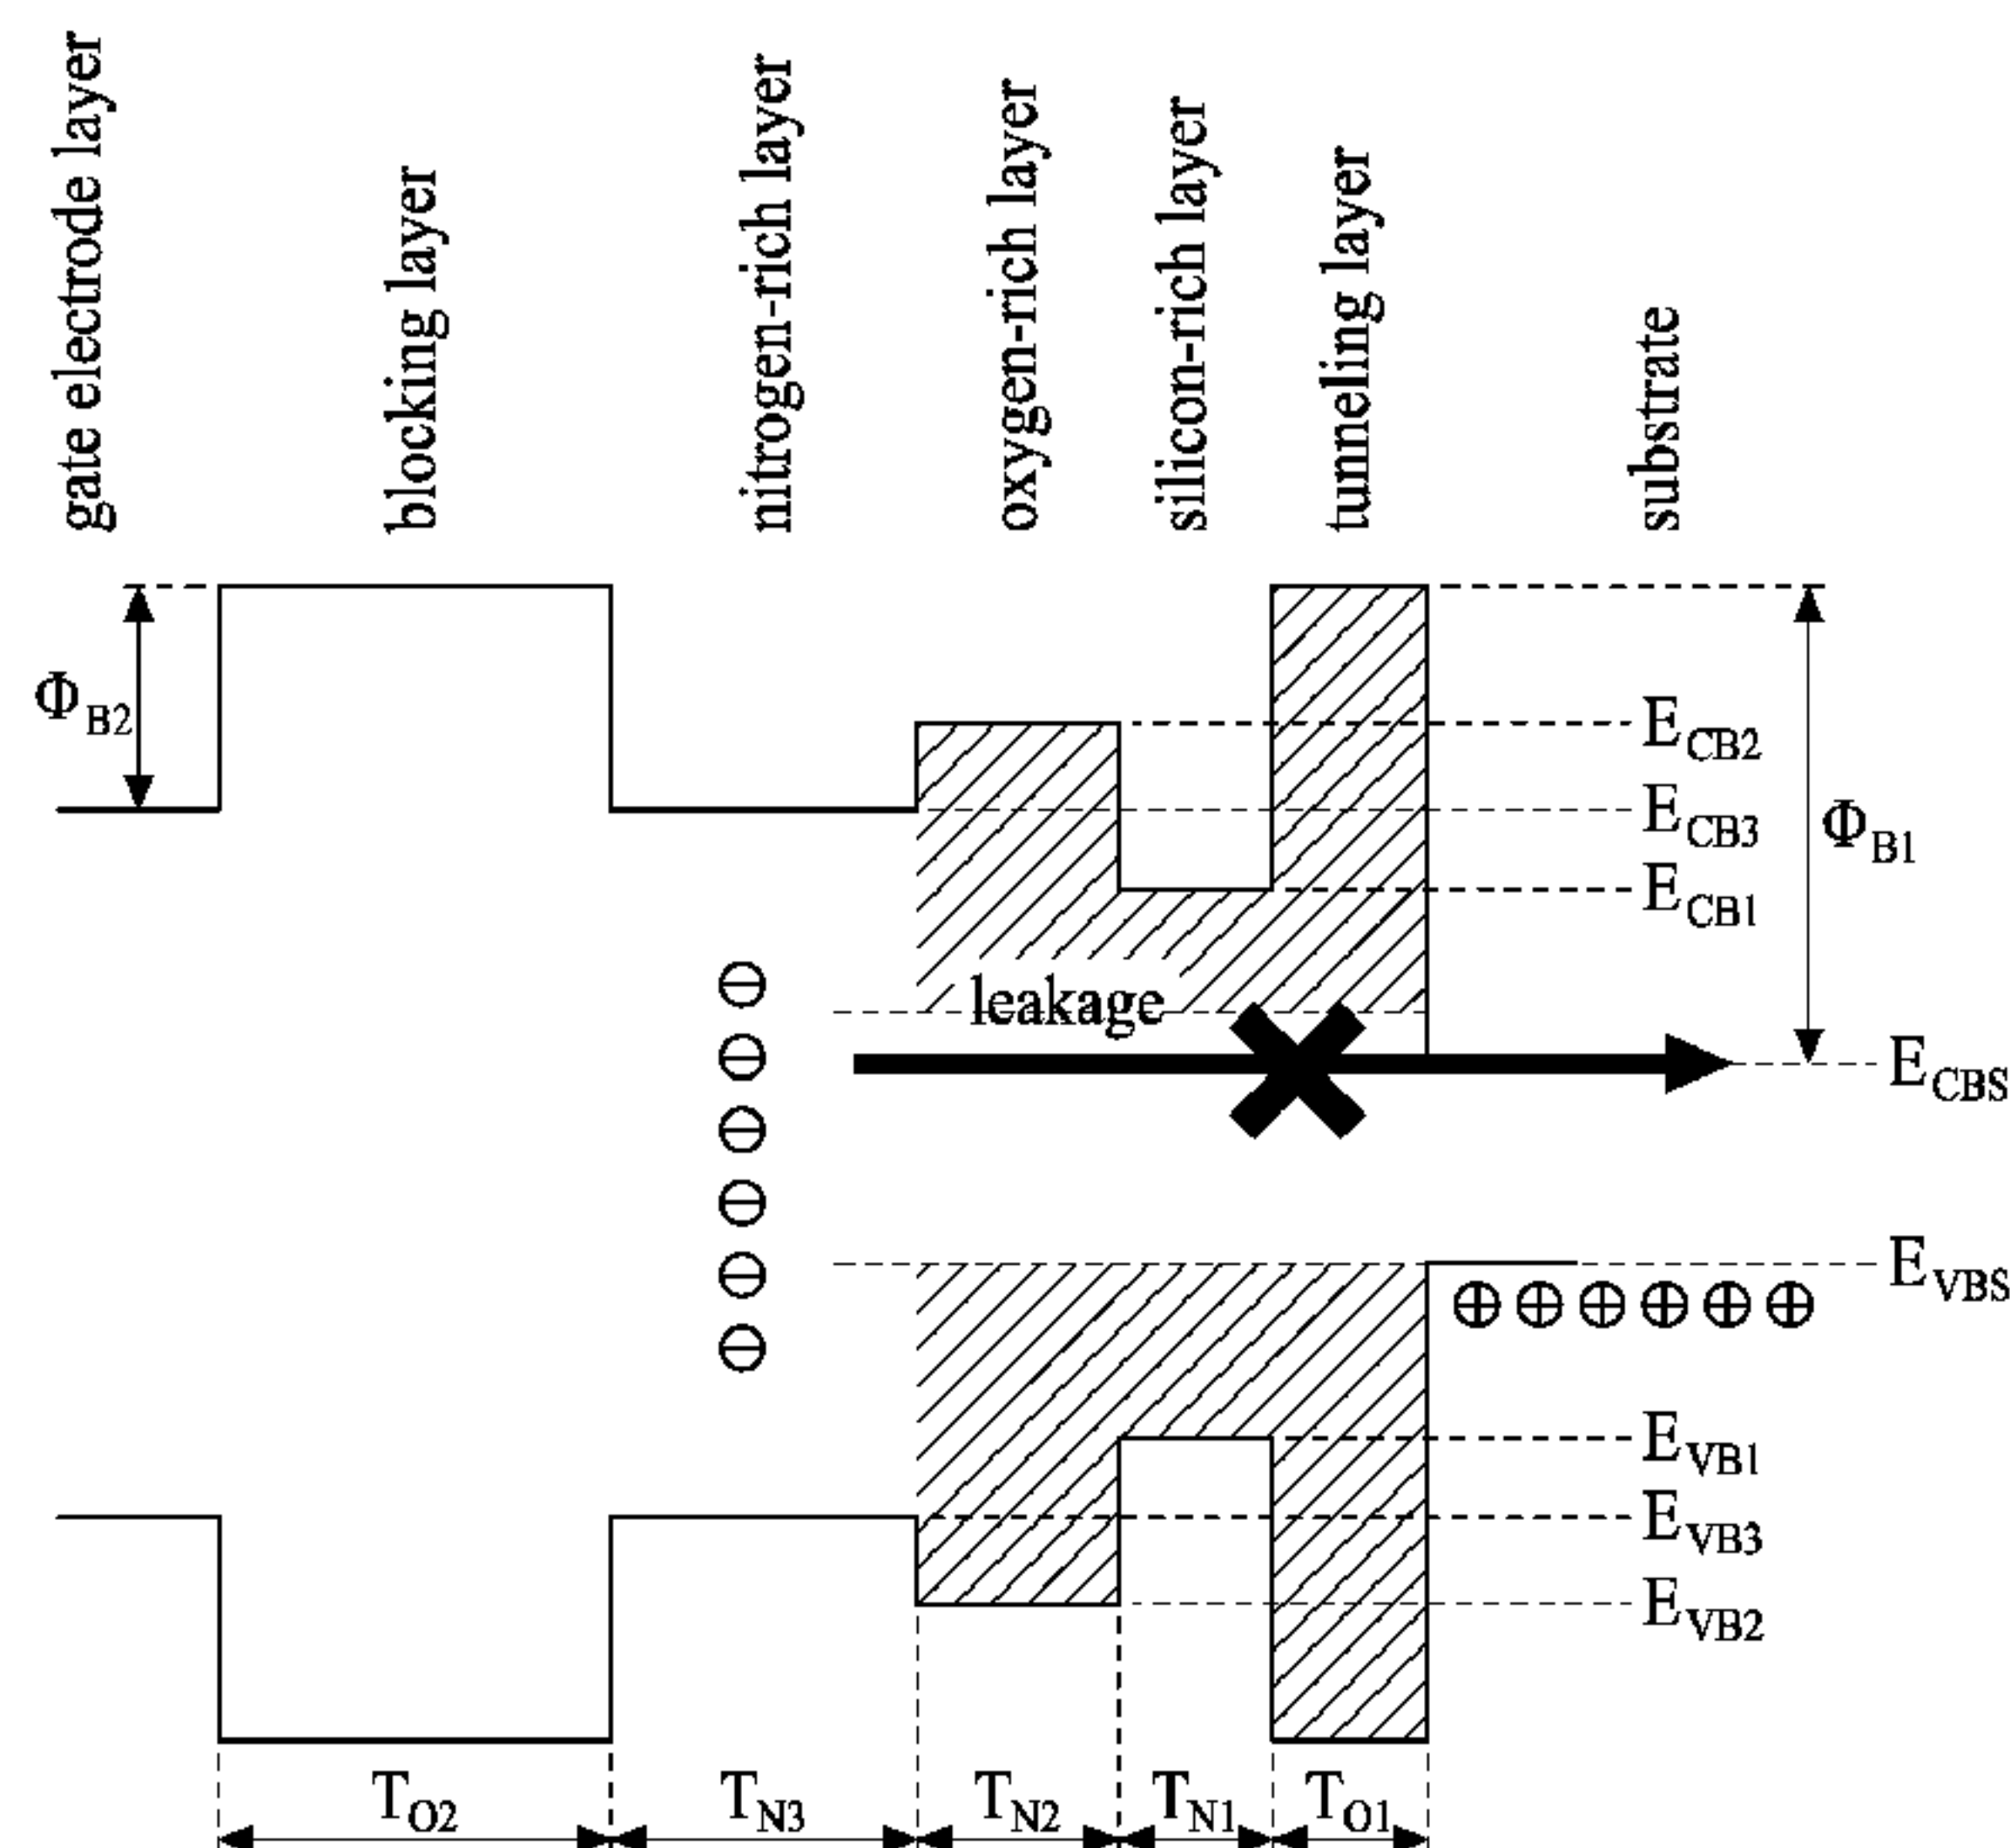 gate electrode layer
blocking layer
nitrogen-rich layer
oxygen-rich layer
silicon-rich layer
tunneling layer
substrate
Φ_B2
E_CB2
E_CB3
Φ_B1
E_CB1
leakage
E_CBS
E_VBS
E_VB1
E_VB3
E_VB2
T_O2
T_N3
T_N2
T_N1
T_O1